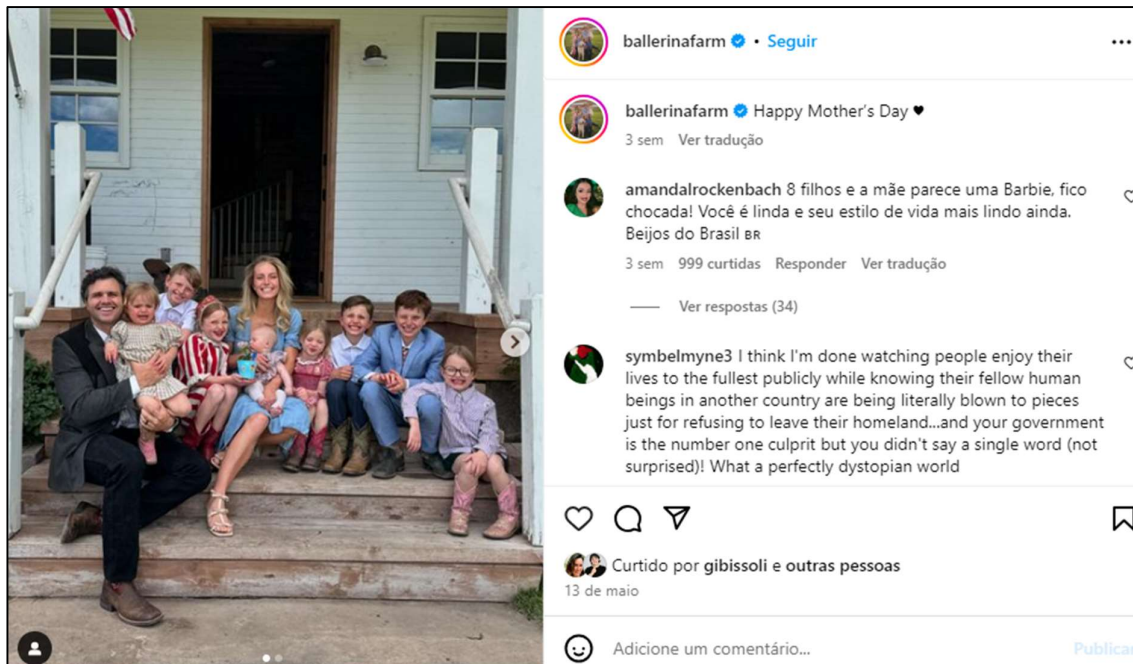 ballerinafarm • Seguir
ballerinafarm Happy Mother's Day ♥
3 sem Ver tradução
amandalrockenbach 8 filhos e a mãe parece uma Barbie, fico
chocada! Você é linda e seu estilo de vida mais lindo ainda.
Beijos do Brasil BR
3 sem 999 curtidas Responder Ver tradução
Ver respostas (34)
symbelmyne3 I think I'm done watching people enjoy their
lives to the fullest publicly while knowing their fellow human
beings in another country are being literally blown to pieces
just for refusing to leave their homeland...and your government
is the number one culprit but you didn't say a single word (not
surprised)! What a perfectly dystopian world
Curtido por gibissoli e outras pessoas
13 de maio
Adicione um comentário... Publicar